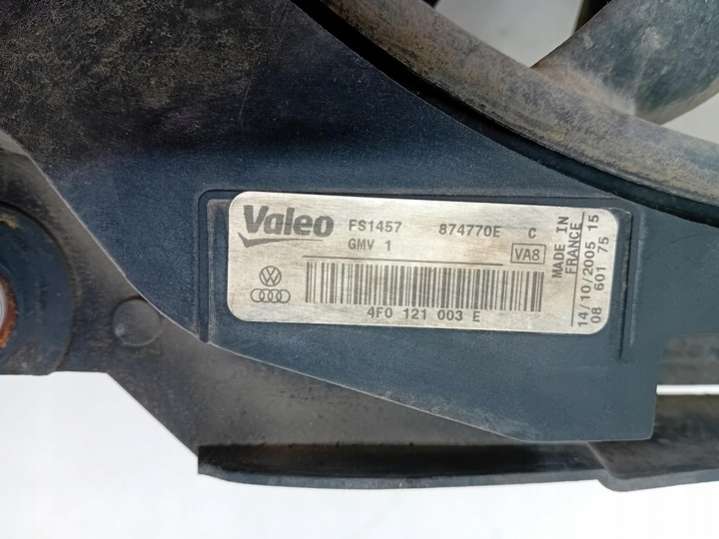 Valeo FS1457 874770E C
GMV 1 VA8
4F0 121 003 E
MADE IN
FRANCE
14/10/2005 15
08 601 75